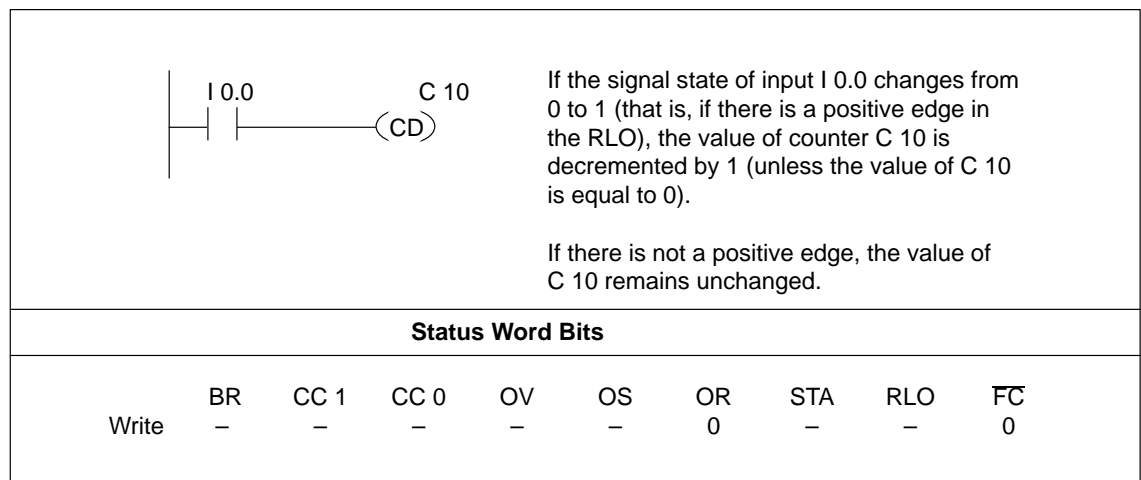 I 0.0 C 10
(CD)
If the signal state of input I 0.0 changes from
0 to 1 (that is, if there is a positive edge in
the RLO), the value of counter C 10 is
decremented by 1 (unless the value of C 10
is equal to 0).
If there is not a positive edge, the value of
C 10 remains unchanged.
Status Word Bits
BR CC 1 CC 0 OV OS OR STA RLO F̅C̅
Write – – – – – 0 – – 0